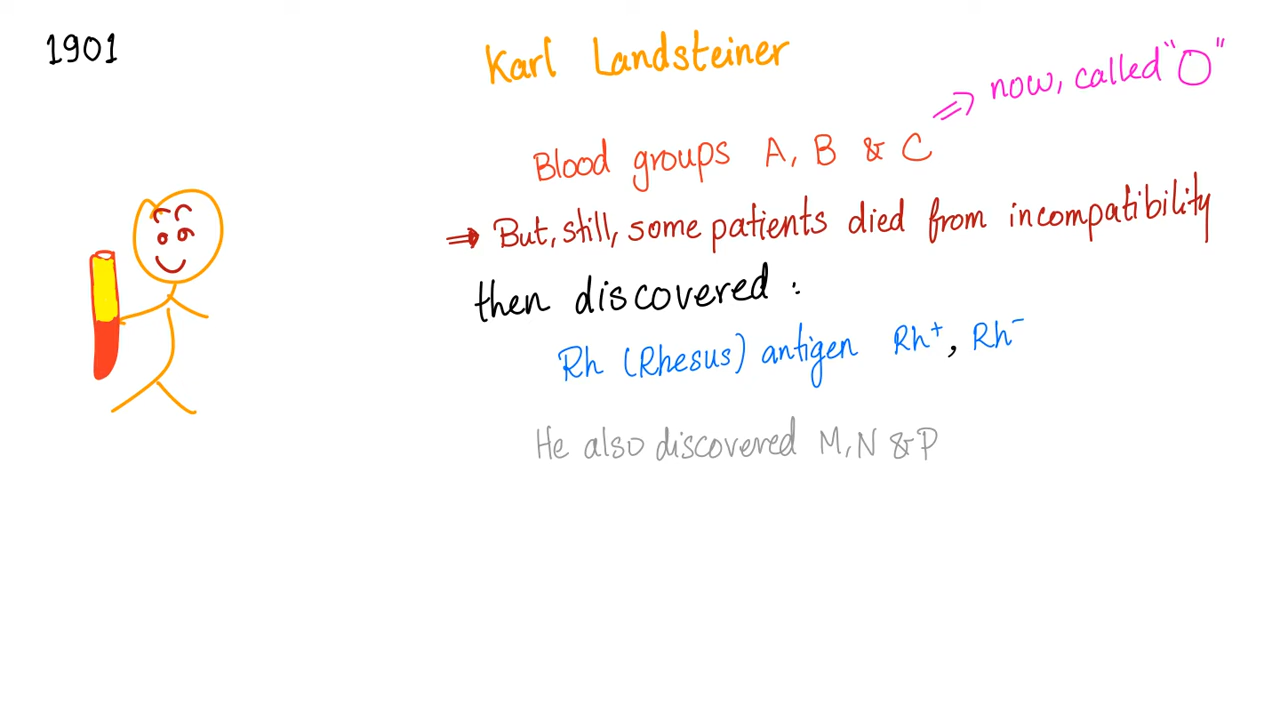 1901
Karl Landsteiner
Blood groups A, B & C ⇒ now, called "O"
⇒ But, still, some patients died from incompatibility
then discovered :
Rh (Rhesus) antigen Rh⁺, Rh⁻
He also discovered M, N & P